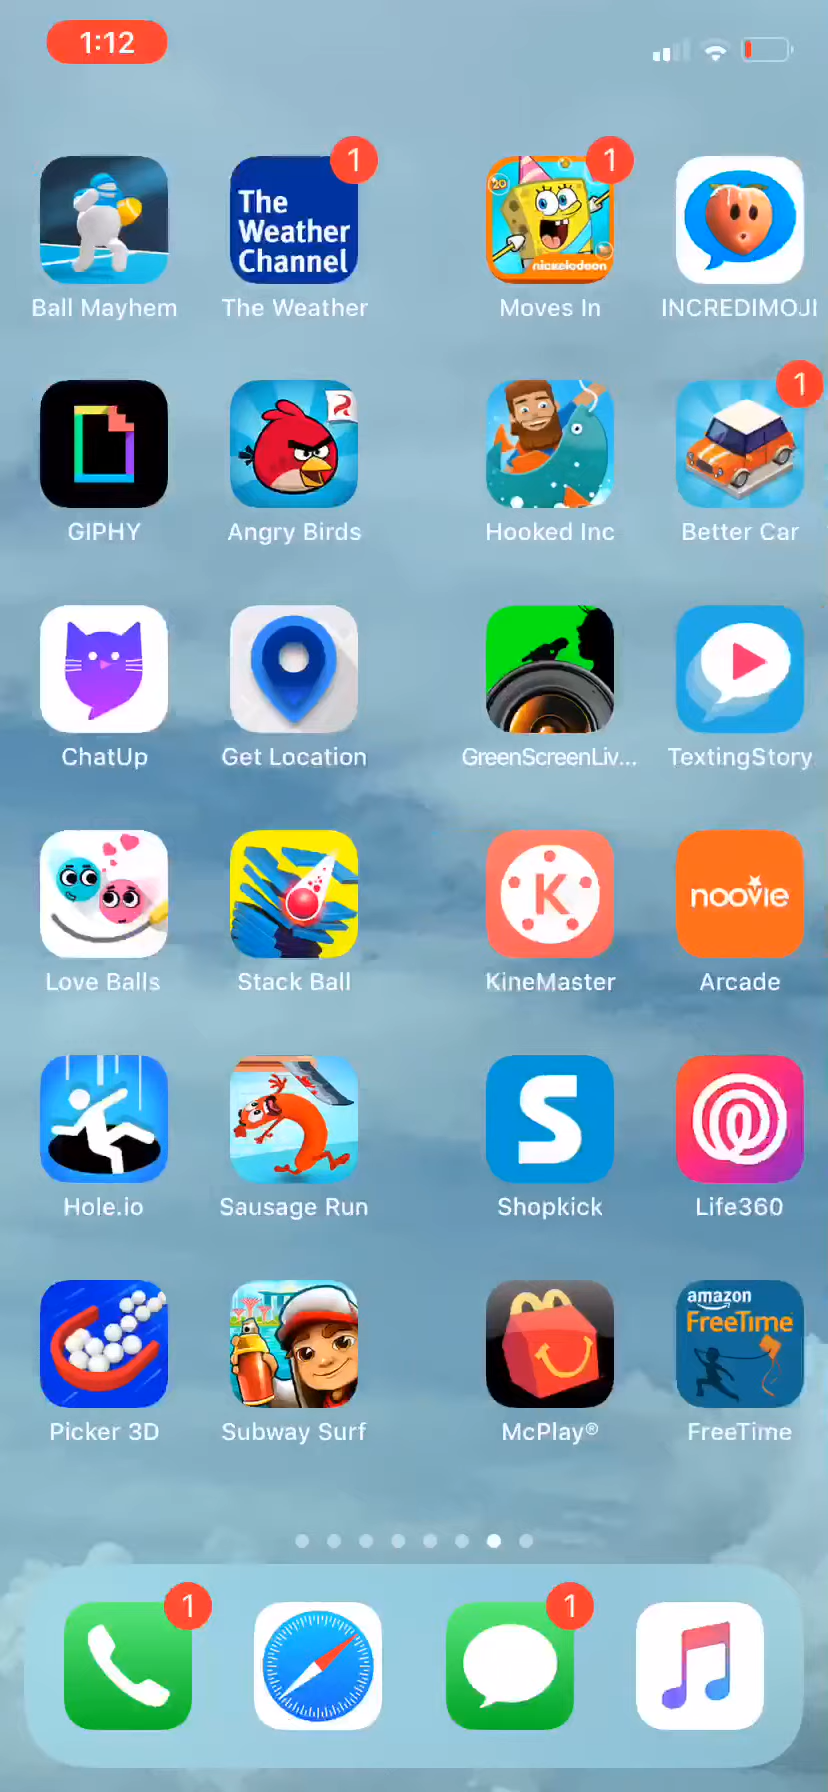 1:12
1
1
The
Weather
Channel
20
nickelodeon
Ball Mayhem
The Weather
Moves In
INCREDIMOJI
1
GIPHY
Angry Birds
Hooked Inc
Better Car
ChatUp
Get Location
GreenScreenLiv...
TextingStory
K
noovie
Love Balls
Stack Ball
KineMaster
Arcade
S
Hole.io
Sausage Run
Shopkick
Life360
amazon
FreeTime
Picker 3D
Subway Surf
McPlay®
FreeTime
1
1